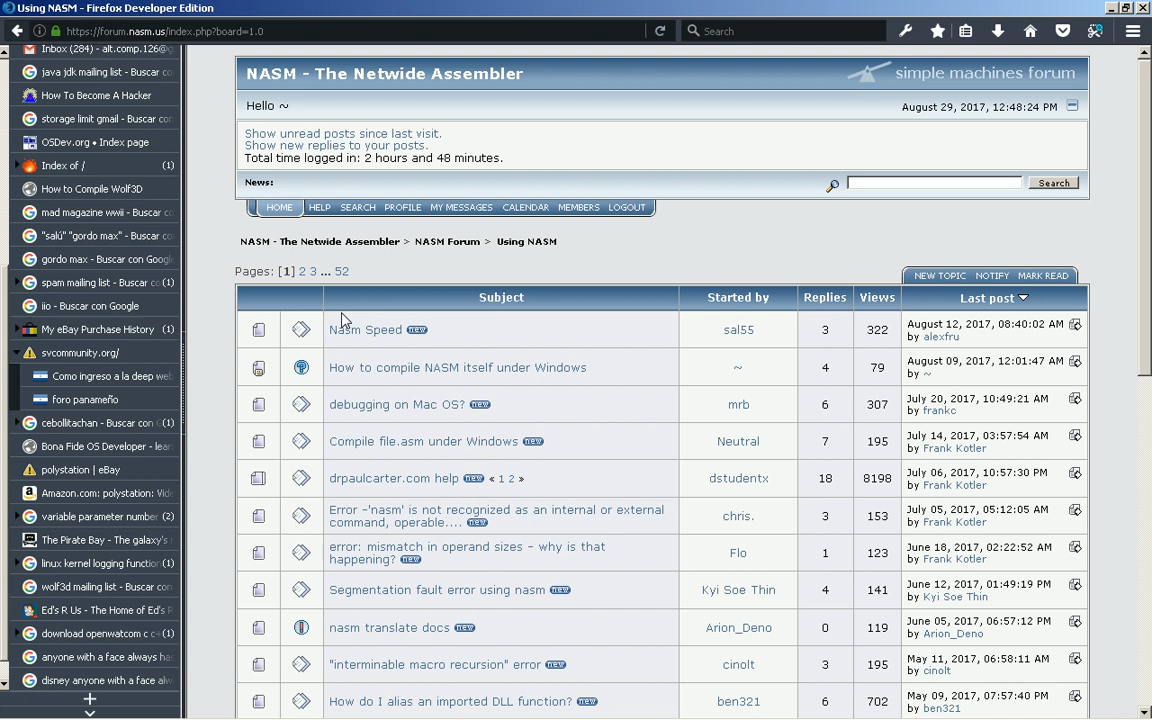 Using NASM - Firefox Developer Edition
https://forum.nasm.us/index.php?board=1.0
Search
Inbox (284) - alt.comp.126@g
java jdk mailing list - Buscar co
How To Become A Hacker
storage limit gmail - Buscar con
OSDev.org • Index page
Index of / (1)
How to Compile Wolf3D
mad magazine wwii - Buscar co
"salú" "gordo max" - Buscar co
gordo max - Buscar con Google
spam mailing list - Buscar co (1)
iio - Buscar con Google
My eBay Purchase History (1)
svcommunity.org/
Como ingreso a la deep web
foro panameño
cebollitachan - Buscar con G (1)
Bona Fide OS Developer - lear
polystation | eBay
Amazon.com: polystation: Vide
variable parameter number (2)
The Pirate Bay - The galaxy's
linux kernel logging function (1)
wolf3d mailing list - Buscar co
Ed's R Us - The Home of Ed's R
download openwatcom c c+ (1)
anyone with a face always has
disney anyone with a face alw
NASM - The Netwide Assembler
simple machines forum
Hello ~
August 29, 2017, 12:48:24 PM
Show unread posts since last visit.
Show new replies to your posts.
Total time logged in: 2 hours and 48 minutes.
News:
Search
HOME HELP SEARCH PROFILE MY MESSAGES CALENDAR MEMBERS LOGOUT
NASM - The Netwide Assembler > NASM Forum > Using NASM
Pages: [1] 2 3 ... 52
NEW TOPIC NOTIFY MARK READ
Subject Started by Replies Views Last post
Nasm Speed new sal55 3 322 August 12, 2017, 08:40:02 AM
by alexfru
How to compile NASM itself under Windows ~ 4 79 August 09, 2017, 12:01:47 AM
by ~
debugging on Mac OS? new mrb 6 307 July 20, 2017, 10:49:21 AM
by frankc
Compile file.asm under Windows new Neutral 7 195 July 14, 2017, 03:57:54 AM
by Frank Kotler
drpaulcarter.com help new « 1 2 » dstudentx 18 8198 July 06, 2017, 10:57:30 PM
by Frank Kotler
Error -'nasm' is not recognized as an internal or external
command, operable.... new chris. 3 153 July 05, 2017, 05:12:05 AM
by Frank Kotler
error: mismatch in operand sizes - why is that
happening? new Flo 1 123 June 18, 2017, 02:22:52 AM
by Frank Kotler
Segmentation fault error using nasm new Kyi Soe Thin 4 141 June 12, 2017, 01:49:19 PM
by Kyi Soe Thin
nasm translate docs new Arion_Deno 0 119 June 05, 2017, 06:57:12 PM
by Arion_Deno
"interminable macro recursion" error new cinolt 3 195 May 11, 2017, 06:58:11 AM
by cinolt
How do I alias an imported DLL function? new ben321 6 702 May 09, 2017, 07:57:40 PM
by ben321